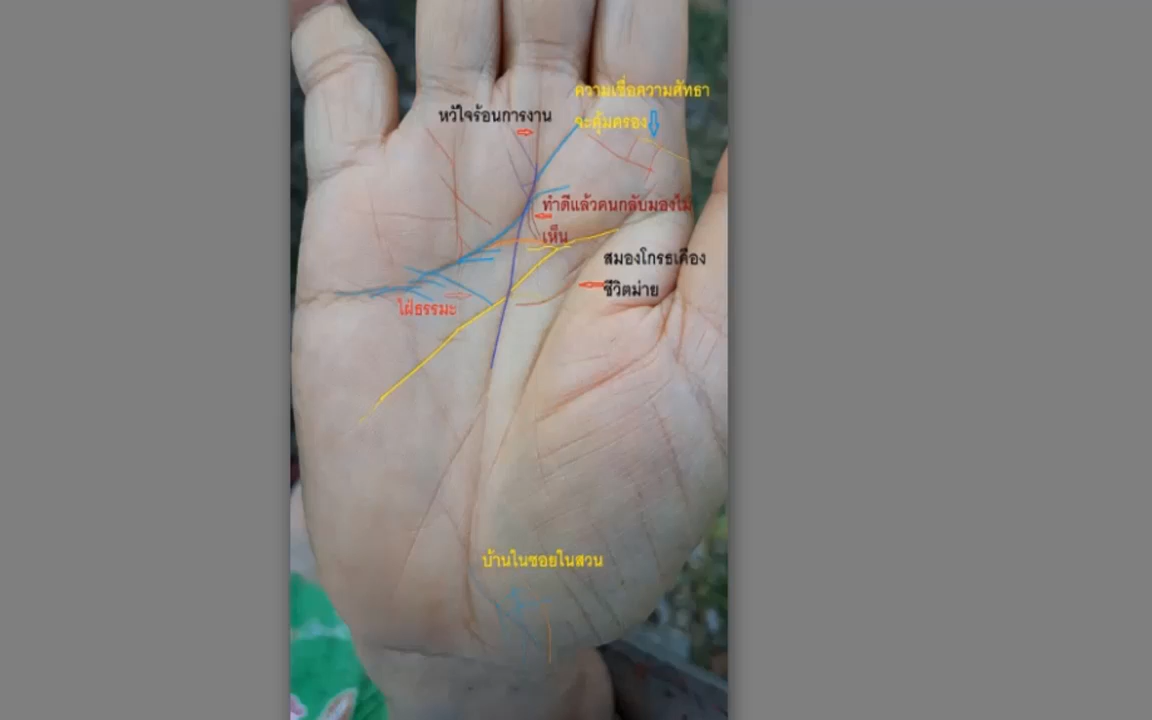 ความเชื่อความศัทธา
จะคุ้มครอง
หวัใจร้อนการงาน
ทำดีแล้วคนกลับมองไม่
เห็น
สมองโกรธเคือง
ชีวิตม่าย
ไฝ่ธรรมะ
บ้านในซอยในสวน